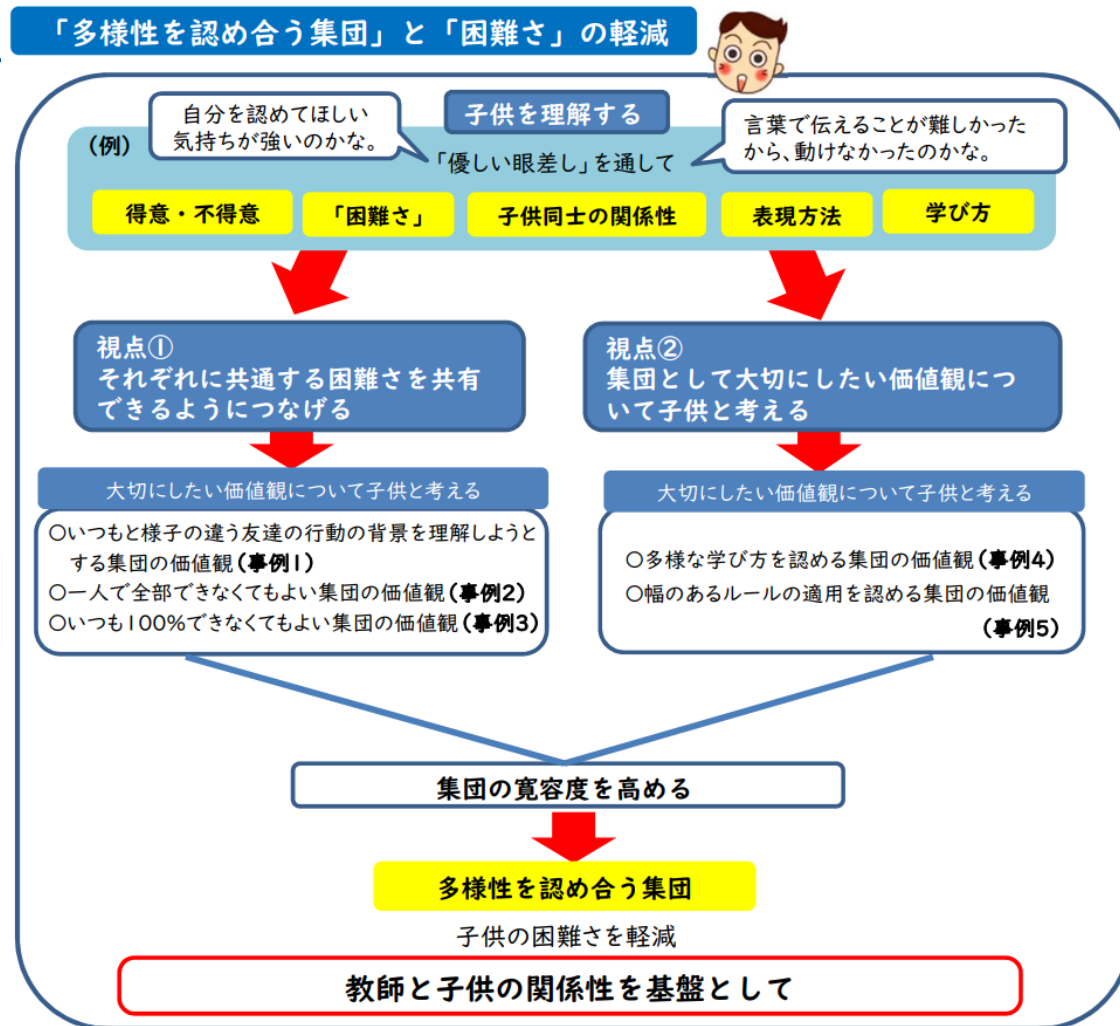 「多様性を認め合う集団」と「困難さ」の軽減
自分を認めてほしい
気持ちが強いのかな。
子供を理解する
言葉で伝えることが難しかった
から、動けなかったのかな。
(例)
「優しい眼差し」を通して
得意・不得意
「困難さ」
子供同士の関係性
表現方法
学び方
視点①
それぞれに共通する困難さを共有
できるようにつなげる
視点②
集団として大切にしたい価値観につ
いて子供と考える
大切にしたい価値観について子供と考える
○いつもと様子の違う友達の行動の背景を理解しようと
する集団の価値観(事例1)
○一人で全部できなくてもよい集団の価値観(事例2)
○いつも100%できなくてもよい集団の価値観(事例3)
大切にしたい価値観について子供と考える
○多様な学び方を認める集団の価値観(事例4)
○幅のあるルールの適用を認める集団の価値観
(事例5)
集団の寛容度を高める
多様性を認め合う集団
子供の困難さを軽減
教師と子供の関係性を基盤として